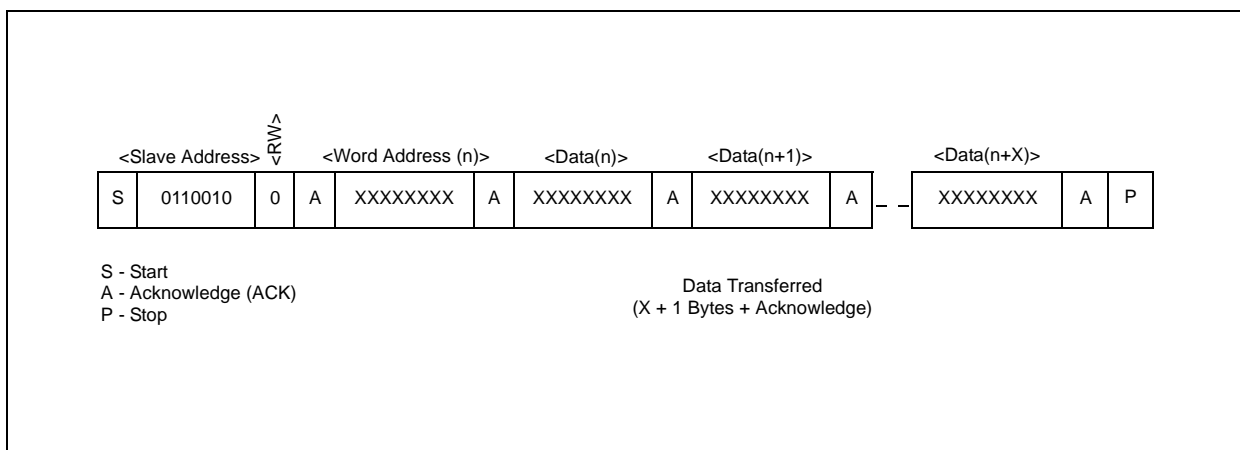 <Slave Address> <RW> <Word Address (n)> <Data(n)> <Data(n+1)> <Data(n+X)>
S 0110010 0 A XXXXXXXX A XXXXXXXX A XXXXXXXX A XXXXXXXX A P
S - Start
A - Acknowledge (ACK)
P - Stop
Data Transferred
(X + 1 Bytes + Acknowledge)